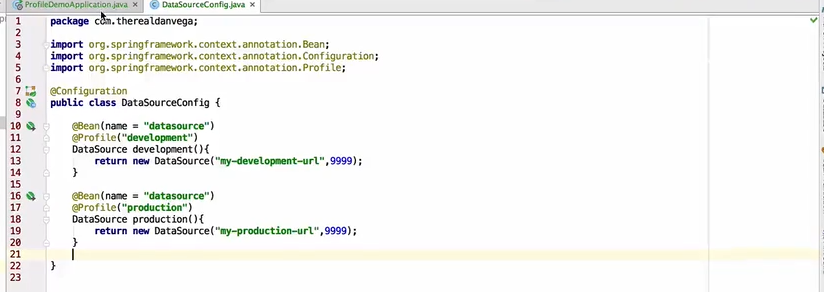 ProfileDemoApplication.java × DataSourceConfig.java ×
1 package com.therealdanvega;
2
3 import org.springframework.context.annotation.Bean;
4 import org.springframework.context.annotation.Configuration;
5 import org.springframework.context.annotation.Profile;
6
7 @Configuration
8 public class DataSourceConfig {
9
10 @Bean(name = "datasource")
11 @Profile("development")
12 DataSource development(){
13 return new DataSource("my-development-url",9999);
14 }
15
16 @Bean(name = "datasource")
17 @Profile("production")
18 DataSource production(){
19 return new DataSource("my-production-url",9999);
20 }
21
22 }
23